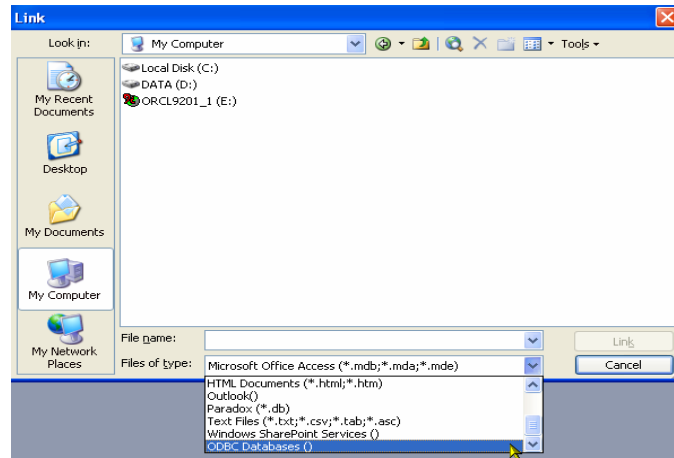 Link
Look in:
My Computer
Tools
Local Disk (C:)
DATA (D:)
ORCL9201_1 (E:)
My Recent
Documents
Desktop
My Documents
My Computer
My Network
Places
File name:
Link
Files of type:
Microsoft Office Access (*.mdb;*.mda;*.mde)
Cancel
HTML Documents (*.html;*.htm)
Outlook()
Paradox (*.db)
Text Files (*.txt;*.csv;*.tab;*.asc)
Windows SharePoint Services ()
ODBC Databases ()